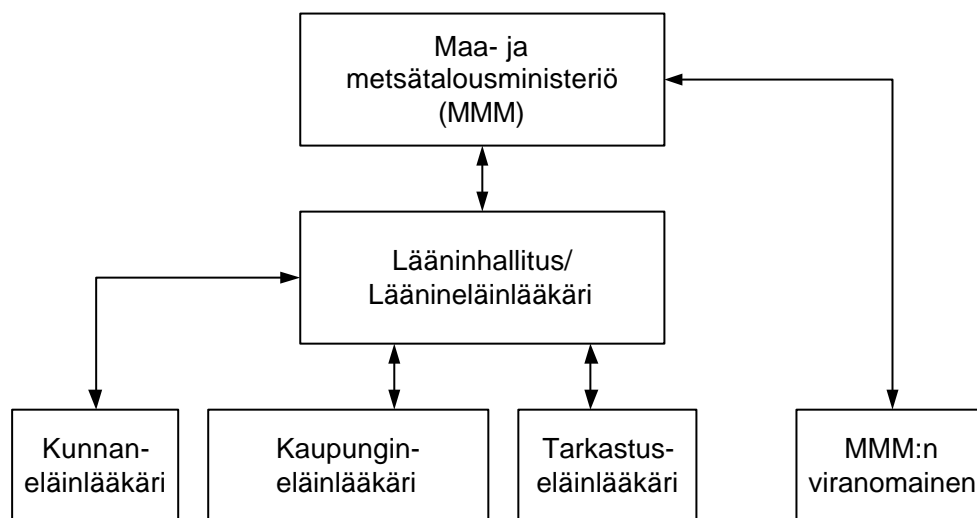 Maa- ja
metsätalousministeriö
(MMM)
Lääninhallitus/
Läänineläinlääkäri
Kunnan-
eläinlääkäri
Kaupungin-
eläinlääkäri
Tarkastus-
eläinlääkäri
MMM:n
viranomainen